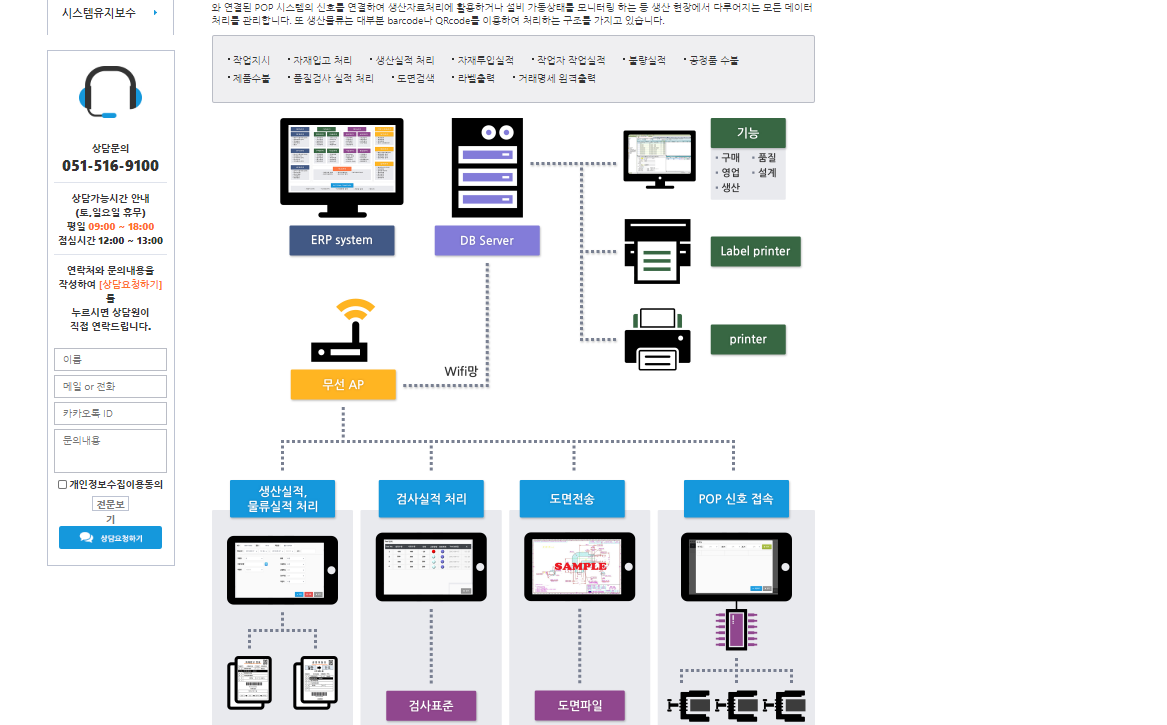 시스템유지보수
상담문의
051-516-9100
상담가능시간 안내
(토,일요일 휴무)
평일 09:00 ~ 18:00
점심시간 12:00 ~ 13:00
연락처와 문의내용을
작성하여 [상담요청하기]
를
누르시면 상담원이
직접 연락드립니다.
이름
메일 or 전화
카카오톡 ID
문의내용
개인정보수집이용동의
전문보
기
상담요청하기
와 연결된 POP 시스템의 신호를 연결하여 생산자료처리에 활용하거나 설비 가동상태를 모니터링 하는 등 생산 현장에서 다루어지는 모든 데이터
처리를 관리합니다. 또 생산물류는 대부분 barcode나 QRcode를 이용하여 처리하는 구조를 가지고 있습니다.
작업지시 자재입고 처리 생산실적 처리 자재투입실적 작업자 작업실적 불량실적 공정품 수불
제품수불 품질검사 실적 처리 도면검색 라벨출력 거래명세 원격출력
기능
구매 품질
영업 설계
생산
ERP system
DB Server
Label printer
printer
Wifi망
무선 AP
생산실적,
물류실적 처리
검사실적 처리
도면전송
POP 신호 접속
SAMPLE
검사표준
도면파일